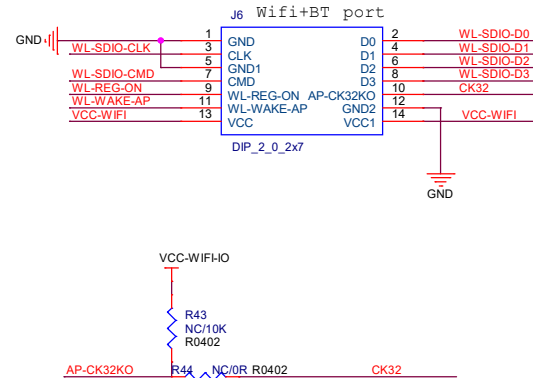 J6 Wifi+BT port
GND 1 GND D0 2 WL-SDIO-D0
WL-SDIO-CLK 3 CLK D1 4 WL-SDIO-D1
5 GND1 D2 6 WL-SDIO-D2
WL-SDIO-CMD 7 CMD D3 8 WL-SDIO-D3
WL-REG-ON 9 WL-REG-ON AP-CK32KO 10 CK32
WL-WAKE-AP 11 WL-WAKE-AP GND2 12
VCC-WIFI 13 VCC VCC1 14 VCC-WIFI
DIP_2_0_2x7
GND
VCC-WIFI-IO
R43
NC/10K
R0402
AP-CK32KO R44 NC/0R R0402 CK32